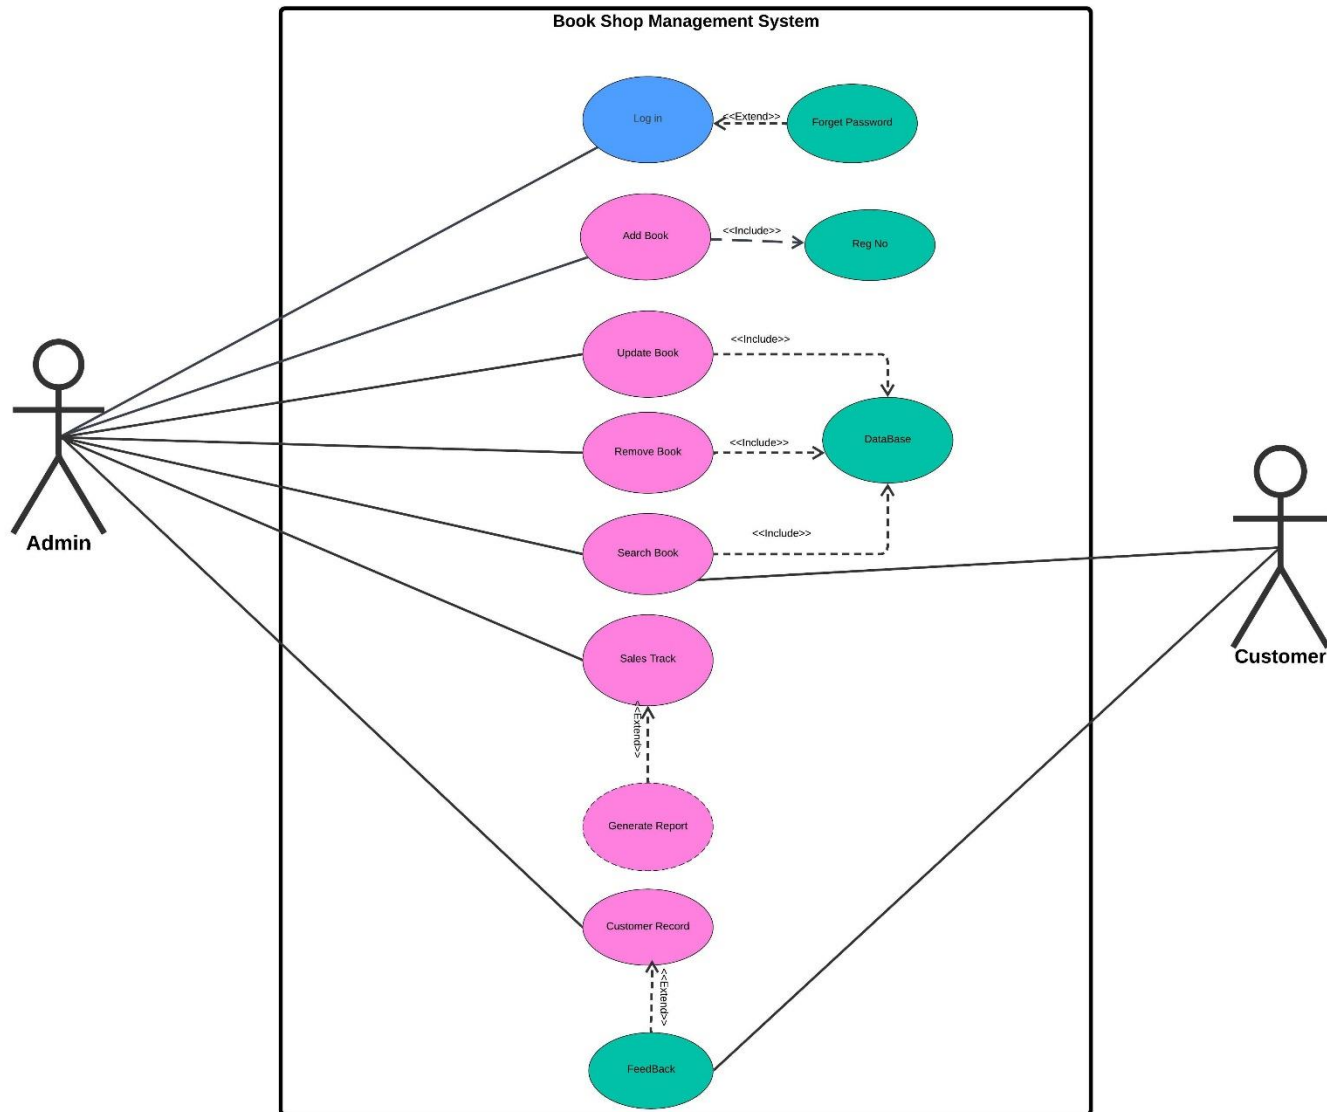 Book Shop Management System
Log in
<<Extend>>
Forget Password
Add Book
<<Include>>
Reg No
Update Book
<<Include>>
DataBase
Remove Book
<<Include>>
Admin
Search Book
<<Include>>
Customer
Sales Track
<<Extend>>
Generate Report
Customer Record
<<Extend>>
FeedBack